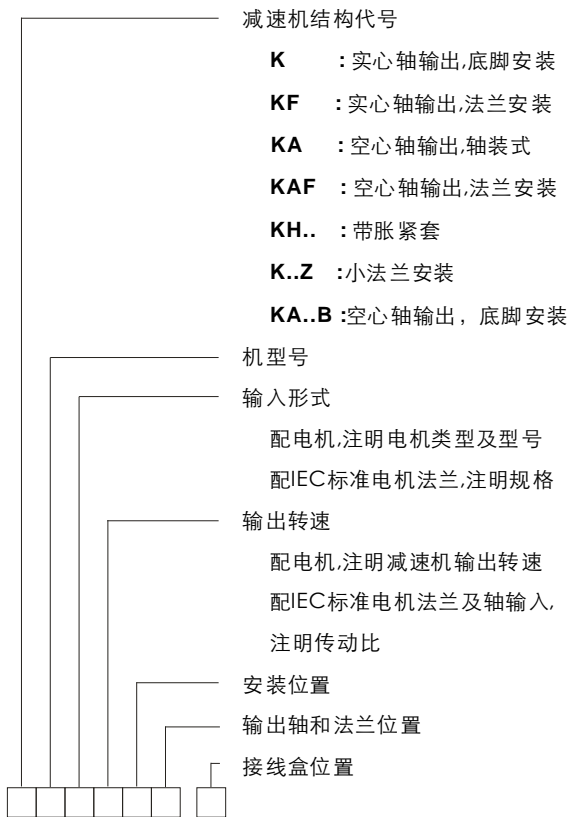 减速机结构代号
K :实心轴输出,底脚安装
KF :实心轴输出,法兰安装
KA :空心轴输出,轴装式
KAF :空心轴输出,法兰安装
KH.. :带胀紧套
K..Z :小法兰安装
KA..B :空心轴输出，底脚安装
机型号
输入形式
配电机,注明电机类型及型号
配IEC标准电机法兰,注明规格
输出转速
配电机,注明减速机输出转速
配IEC标准电机法兰及轴输入,
注明传动比
安装位置
输出轴和法兰位置
接线盒位置